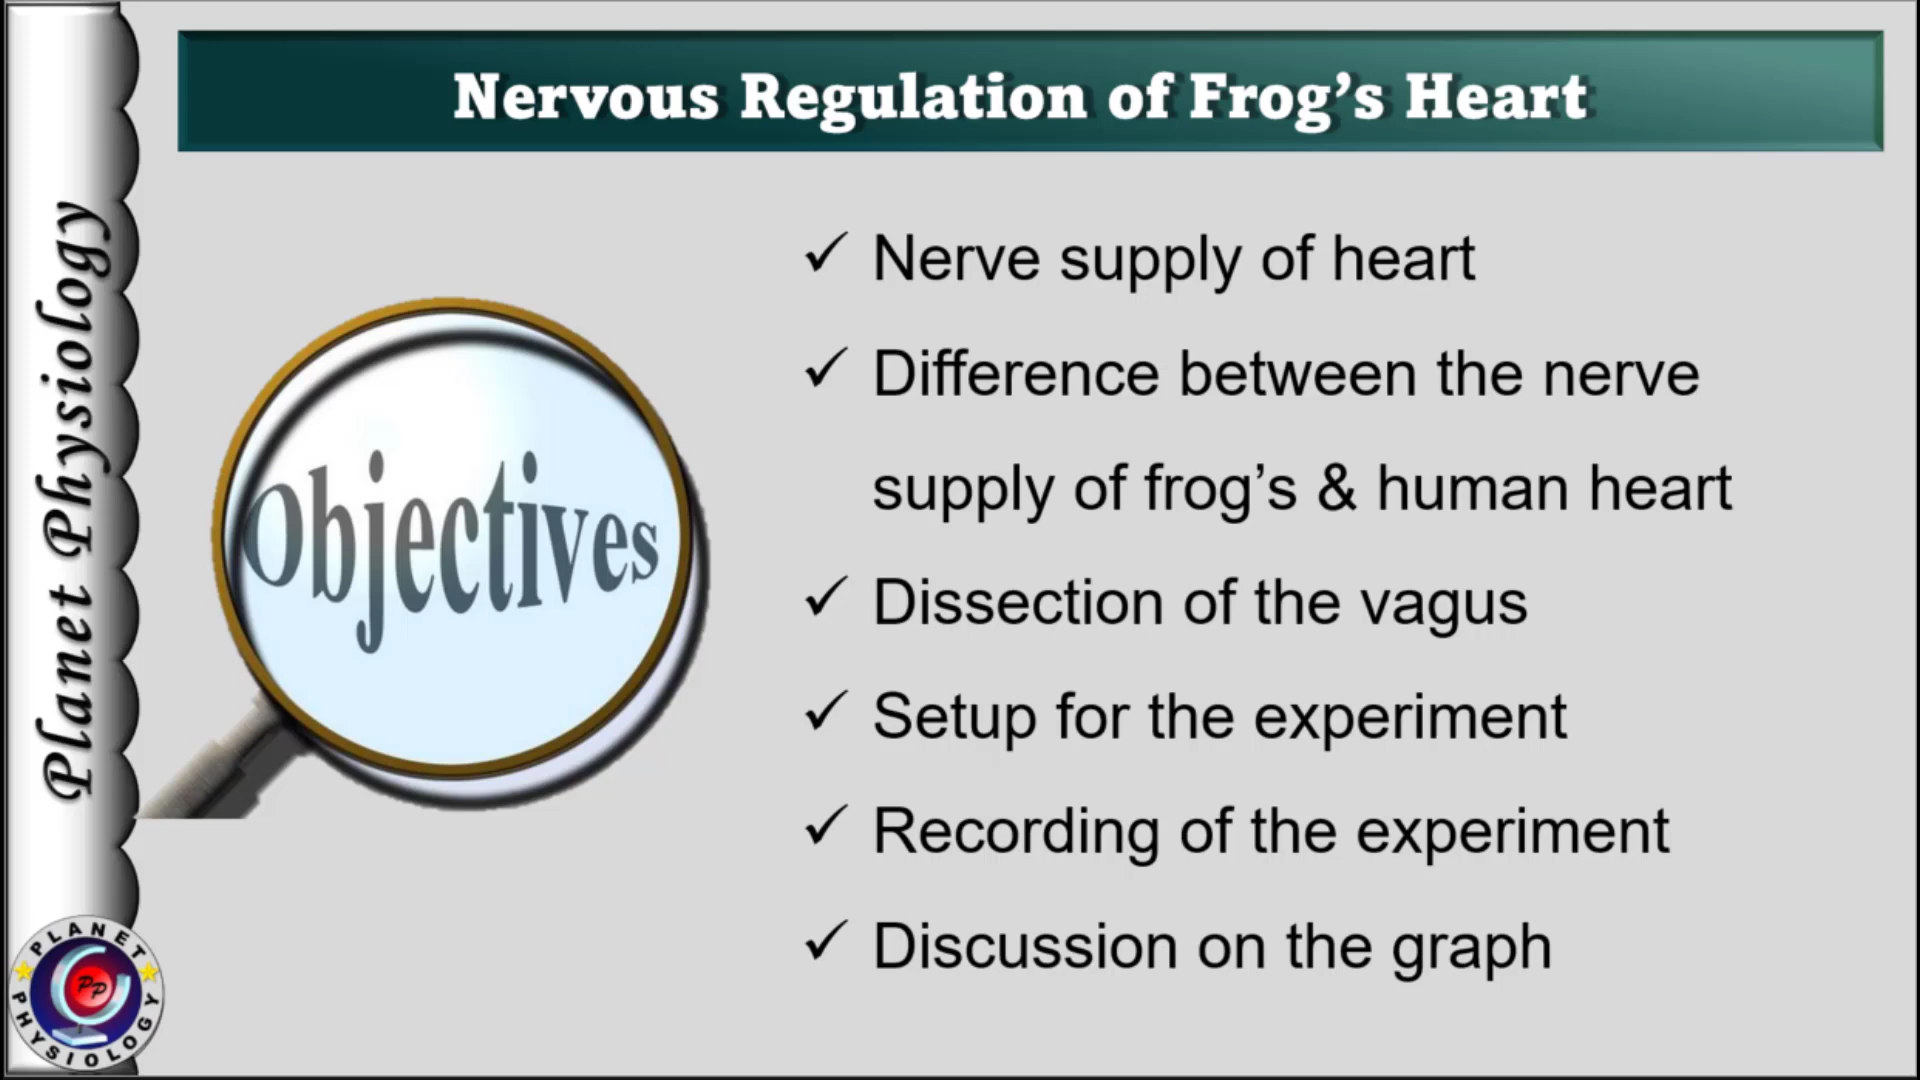 Nervous Regulation of Frog’s Heart
Planet Physiology
Objectives
✓ Nerve supply of heart
✓ Difference between the nerve
supply of frog’s & human heart
✓ Dissection of the vagus
✓ Setup for the experiment
✓ Recording of the experiment
✓ Discussion on the graph
PLANET
PP
PHYSIOLOGY